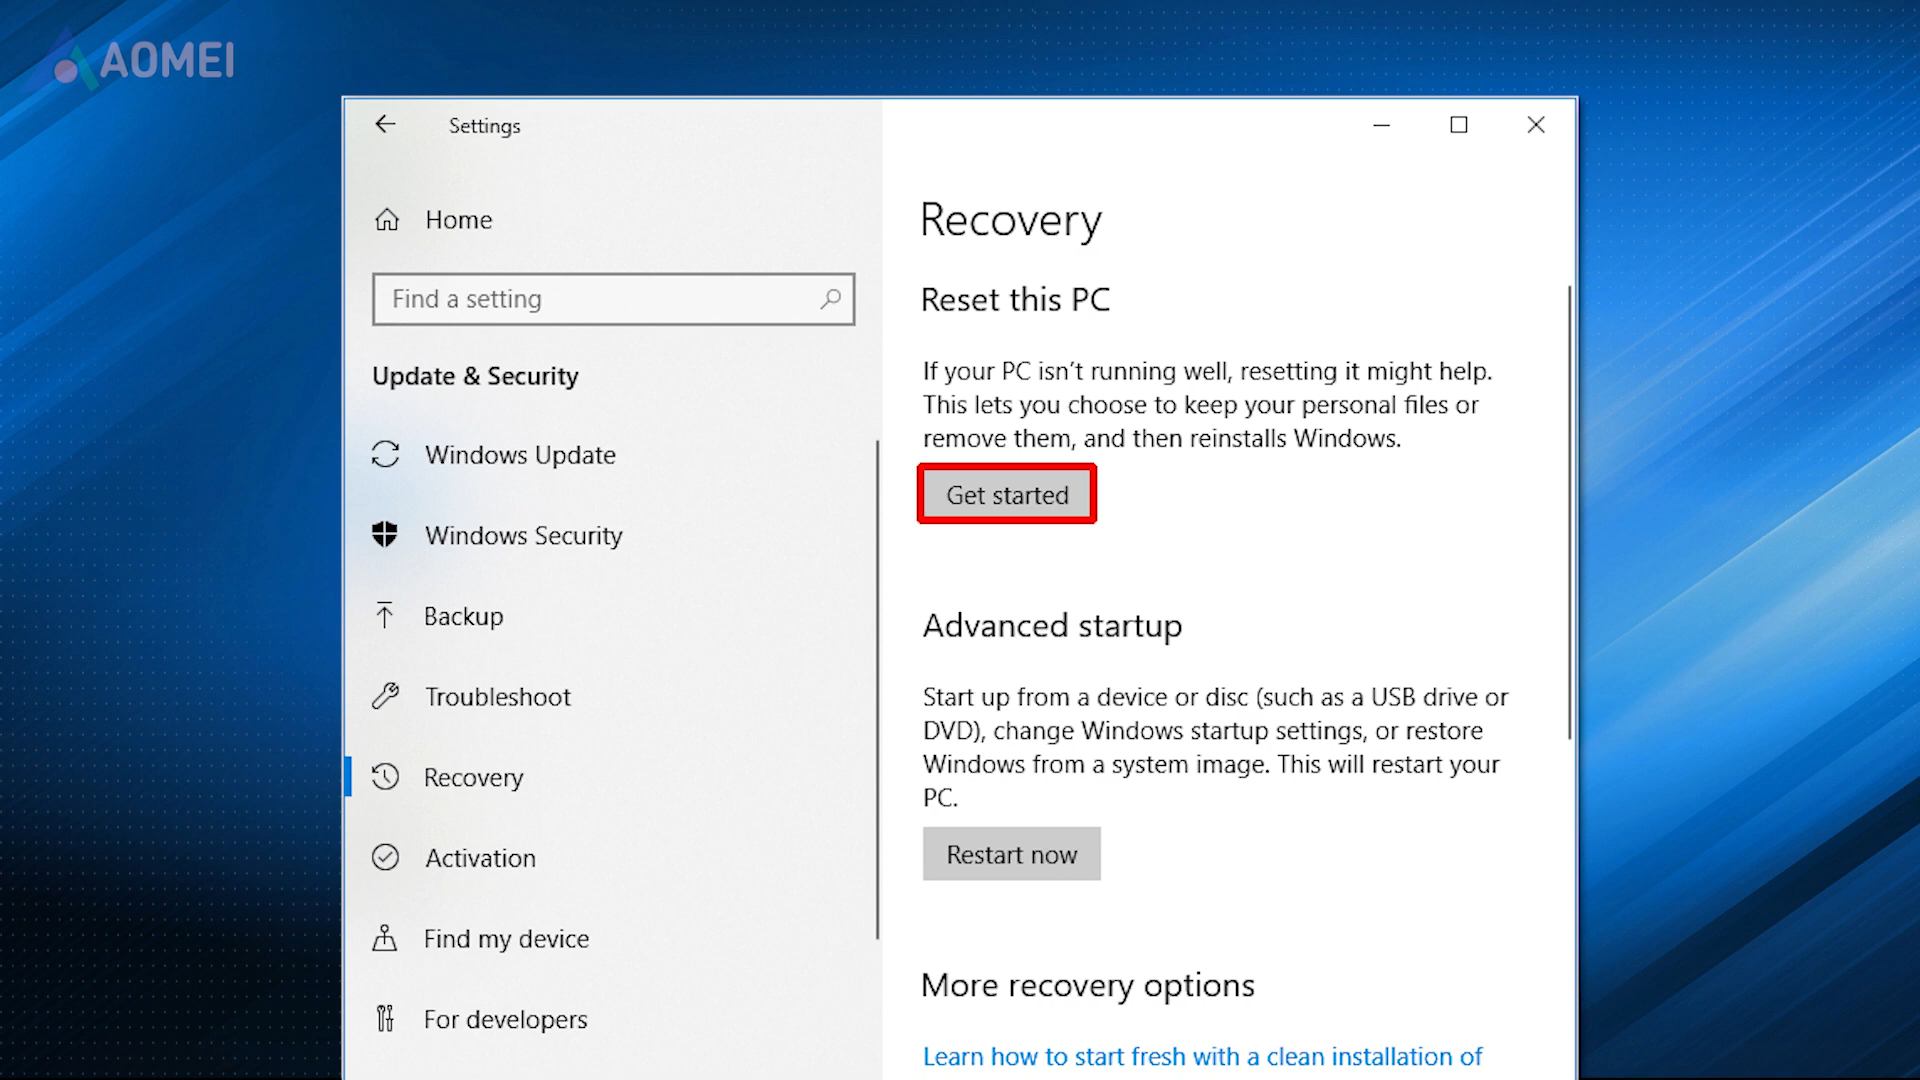 AOMEI
Settings
Home
Find a setting
Update & Security
Windows Update
Windows Security
Backup
Troubleshoot
Recovery
Activation
Find my device
For developers
Recovery
Reset this PC
If your PC isn't running well, resetting it might help.
This lets you choose to keep your personal files or
remove them, and then reinstalls Windows.
Get started
Advanced startup
Start up from a device or disc (such as a USB drive or
DVD), change Windows startup settings, or restore
Windows from a system image. This will restart your
PC.
Restart now
More recovery options
Learn how to start fresh with a clean installation of